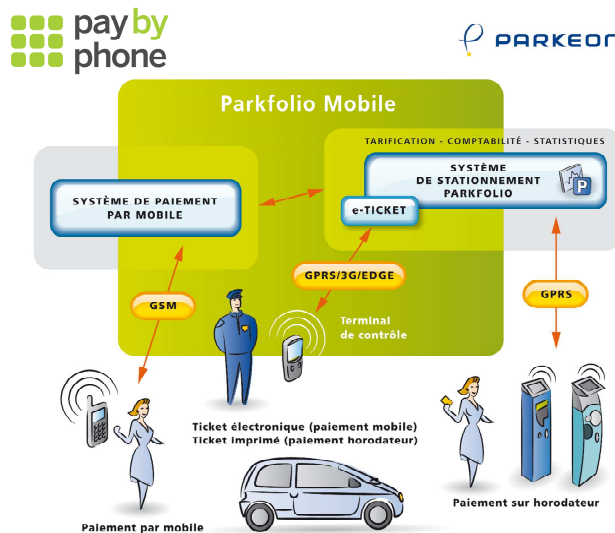 pay by
phone
PARKEON
Parkfolio Mobile
TARIFICATION - COMPTABILITÉ - STATISTIQUES
SYSTÈME DE PAIEMENT
PAR MOBILE
SYSTÈME
DE STATIONNEMENT
PARKFOLIO
P
e-TICKET
GPRS/3G/EDGE
GSM
GPRS
Terminal
de contrôle
Ticket électronique (paiement mobile)
Ticket imprimé (paiement horodateur)
Paiement sur horodateur
Paiement par mobile